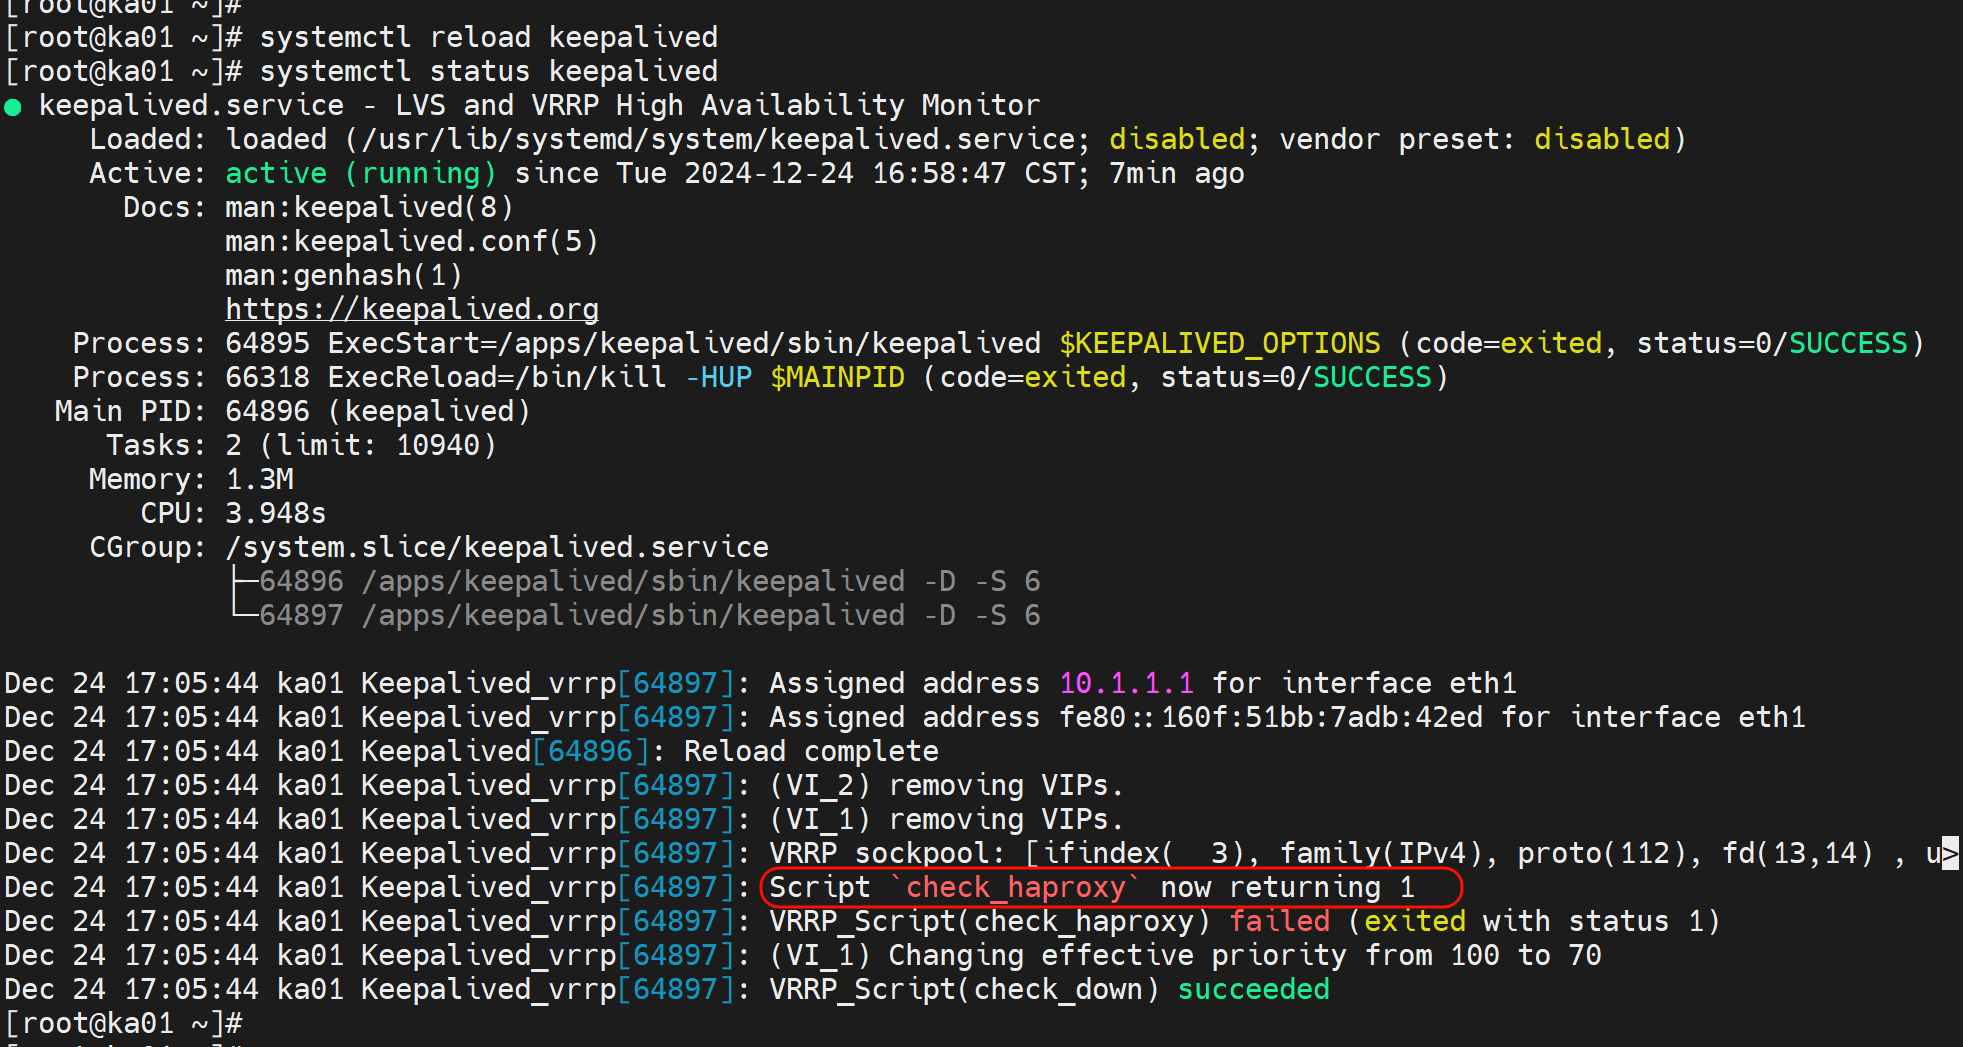 [root@ka01 ~]#
[root@ka01 ~]# systemctl reload keepalived
[root@ka01 ~]# systemctl status keepalived
● keepalived.service - LVS and VRRP High Availability Monitor
Loaded: loaded (/usr/lib/systemd/system/keepalived.service; disabled; vendor preset: disabled)
Active: active (running) since Tue 2024-12-24 16:58:47 CST; 7min ago
Docs: man:keepalived(8)
man:keepalived.conf(5)
man:genhash(1)
https://keepalived.org
Process: 64895 ExecStart=/apps/keepalived/sbin/keepalived $KEEPALIVED_OPTIONS (code=exited, status=0/SUCCESS)
Process: 66318 ExecReload=/bin/kill -HUP $MAINPID (code=exited, status=0/SUCCESS)
Main PID: 64896 (keepalived)
Tasks: 2 (limit: 10940)
Memory: 1.3M
CPU: 3.948s
CGroup: /system.slice/keepalived.service
├─64896 /apps/keepalived/sbin/keepalived -D -S 6
└─64897 /apps/keepalived/sbin/keepalived -D -S 6
Dec 24 17:05:44 ka01 Keepalived_vrrp[64897]: Assigned address 10.1.1.1 for interface eth1
Dec 24 17:05:44 ka01 Keepalived_vrrp[64897]: Assigned address fe80::160f:51bb:7adb:42ed for interface eth1
Dec 24 17:05:44 ka01 Keepalived[64896]: Reload complete
Dec 24 17:05:44 ka01 Keepalived_vrrp[64897]: (VI_2) removing VIPs.
Dec 24 17:05:44 ka01 Keepalived_vrrp[64897]: (VI_1) removing VIPs.
Dec 24 17:05:44 ka01 Keepalived_vrrp[64897]: VRRP sockpool: [ifindex(  3), family(IPv4), proto(112), fd(13,14) , u>
Dec 24 17:05:44 ka01 Keepalived_vrrp[64897]: Script `check_haproxy` now returning 1
Dec 24 17:05:44 ka01 Keepalived_vrrp[64897]: VRRP_Script(check_haproxy) failed (exited with status 1)
Dec 24 17:05:44 ka01 Keepalived_vrrp[64897]: (VI_1) Changing effective priority from 100 to 70
Dec 24 17:05:44 ka01 Keepalived_vrrp[64897]: VRRP_Script(check_down) succeeded
[root@ka01 ~]#